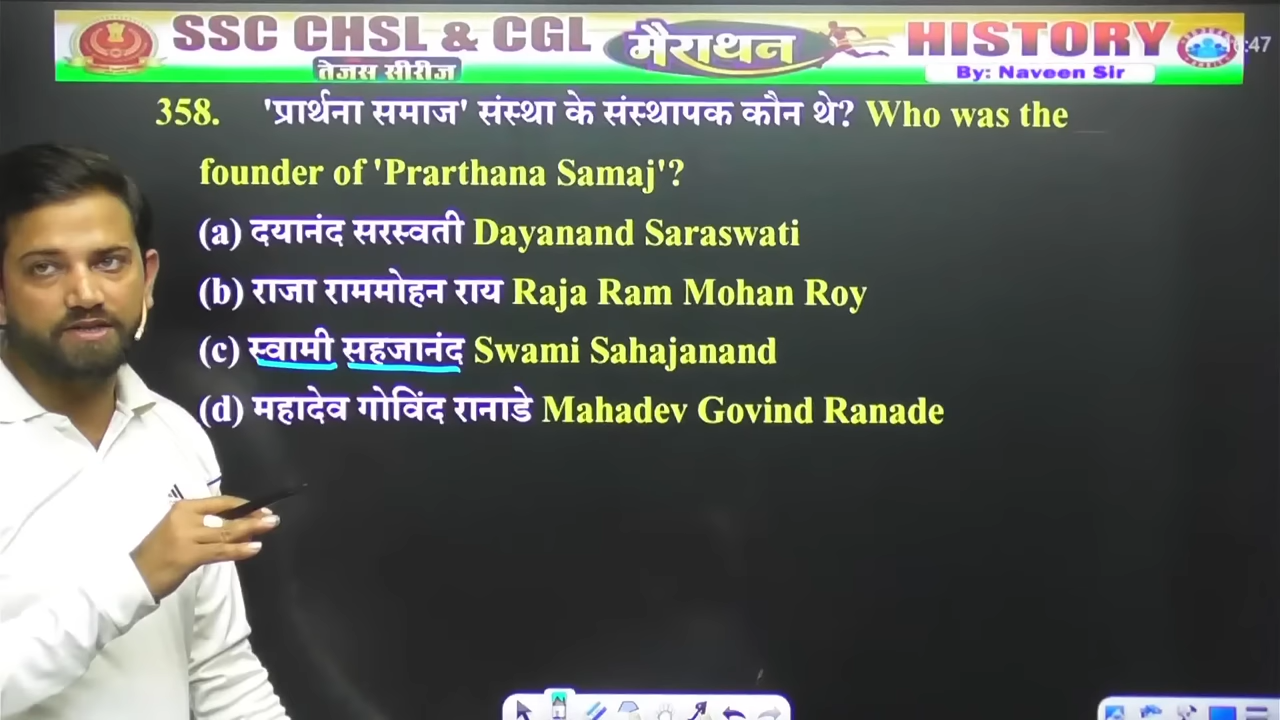 SSC CHSL & CGL मैराथन HISTORY
तेजस सीरीज By: Naveen Sir
358. 'प्रार्थना समाज' संस्था के संस्थापक कौन थे? Who was the
founder of 'Prarthana Samaj'?
(a) दयानंद सरस्वती Dayanand Saraswati
(b) राजा राममोहन राय Raja Ram Mohan Roy
(c) स्वामी सहजानंद Swami Sahajanand
(d) महादेव गोविंद रानाडे Mahadev Govind Ranade